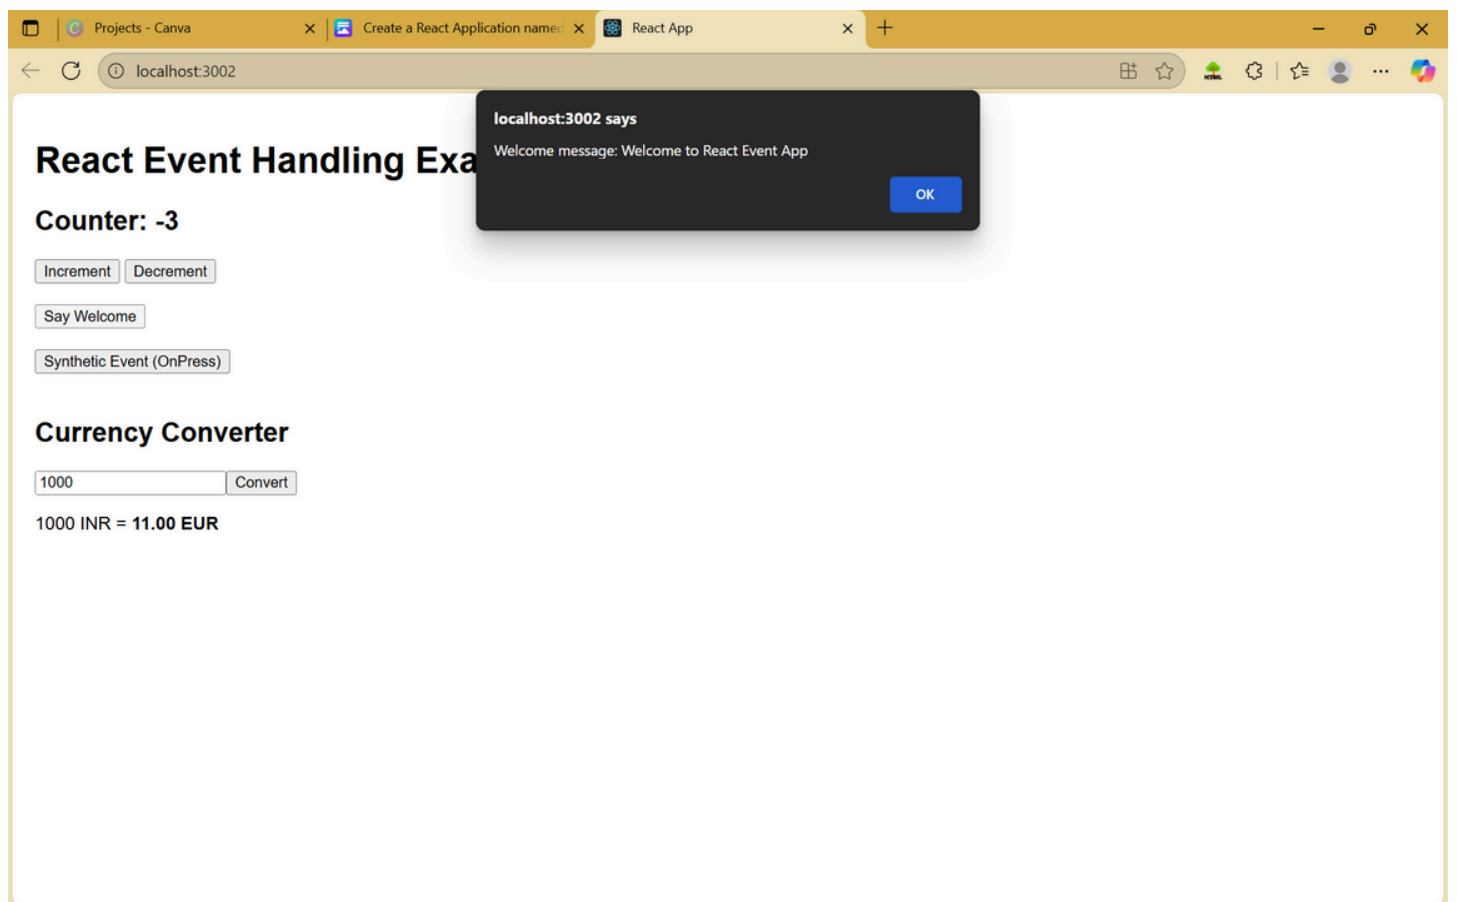 Projects - Canva
Create a React Application named
React App
localhost:3002
HTML
localhost:3002 says
Welcome message: Welcome to React Event App
OK
React Event Handling Exa
Counter: -3
Increment Decrement
Say Welcome
Synthetic Event (OnPress)
Currency Converter
1000 Convert
1000 INR = 11.00 EUR